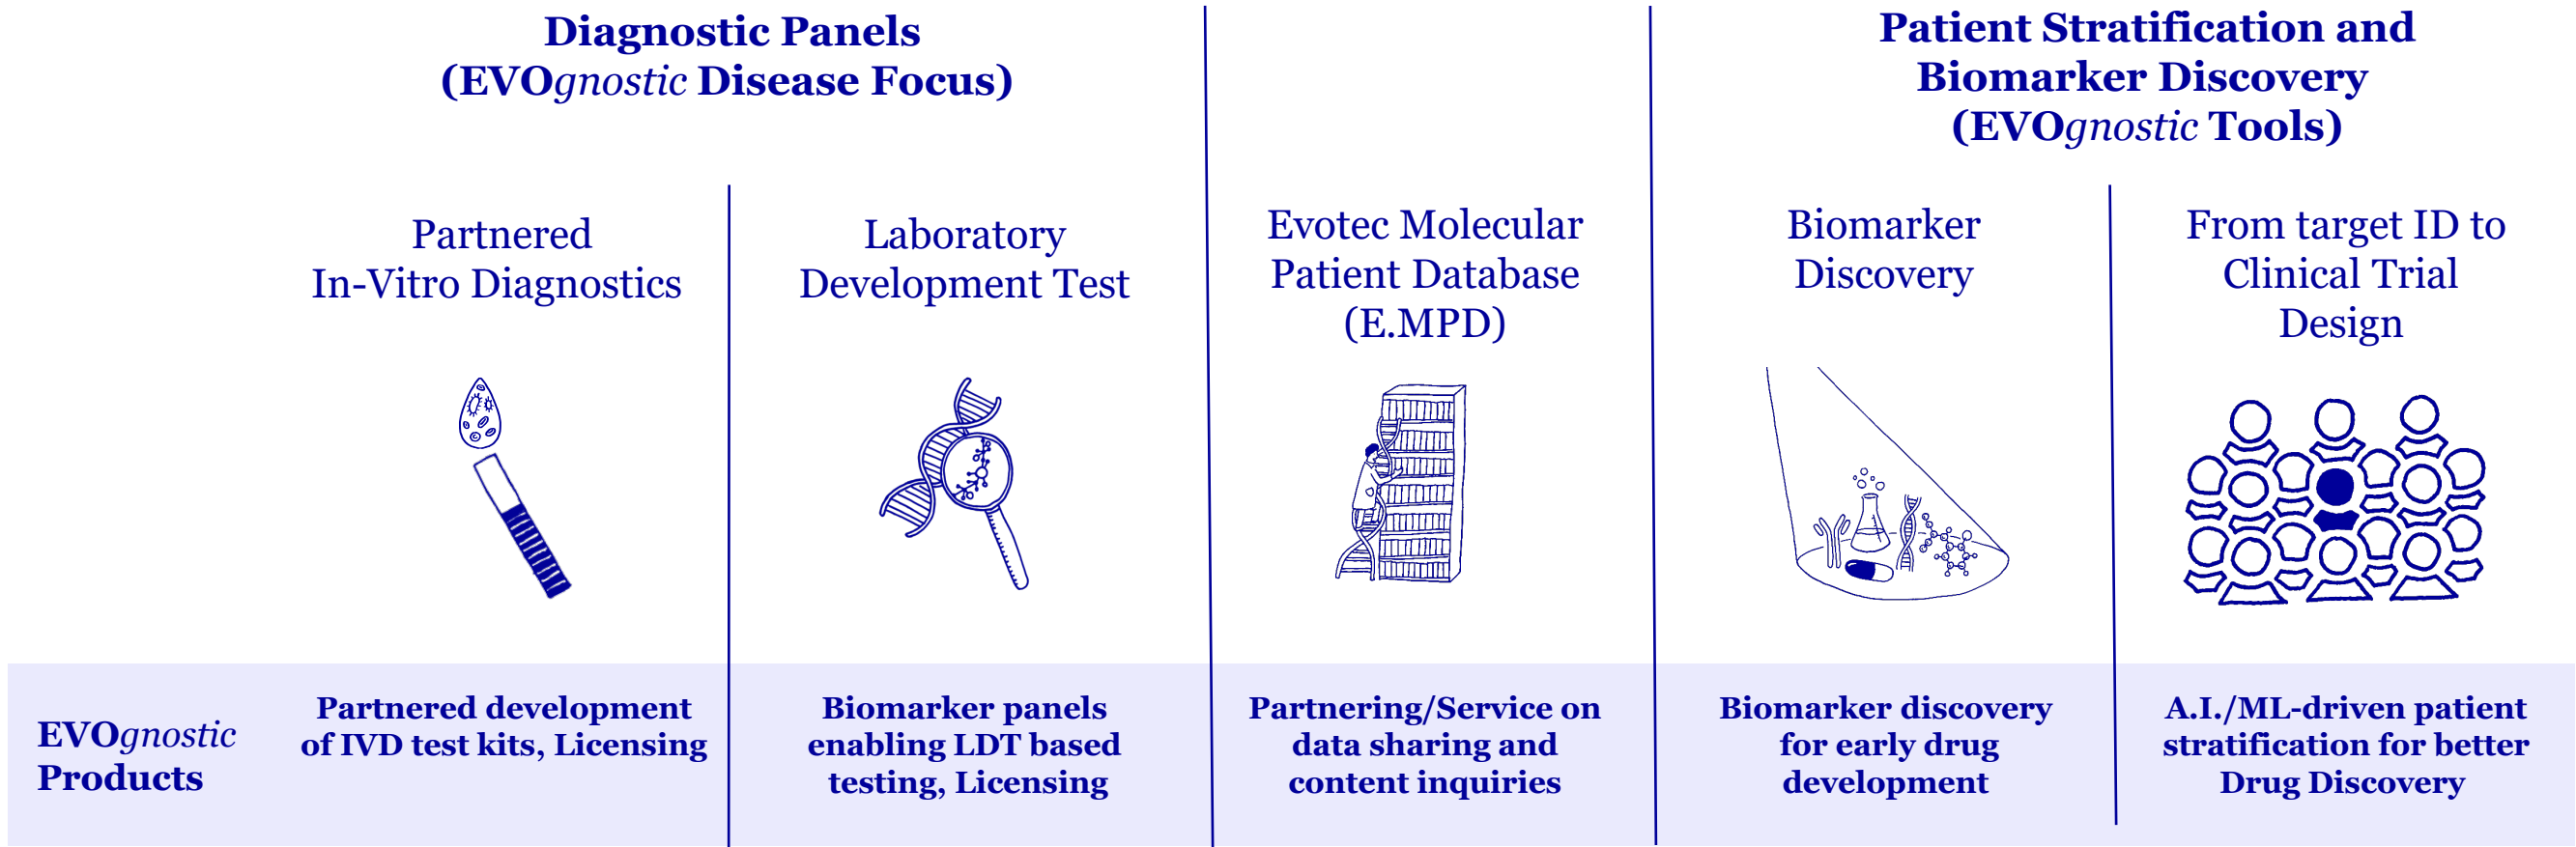 Diagnostic Panels
(EVOgnostic Disease Focus)
Patient Stratification and
Biomarker Discovery
(EVOgnostic Tools)
Partnered
In-Vitro Diagnostics
Laboratory
Development Test
Evotec Molecular
Patient Database
(E.MPD)
Biomarker
Discovery
From target ID to
Clinical Trial
Design
EVOgnostic
Products
Partnered development
of IVD test kits, Licensing
Biomarker panels
enabling LDT based
testing, Licensing
Partnering/Service on
data sharing and
content inquiries
Biomarker discovery
for early drug
development
A.I./ML-driven patient
stratification for better
Drug Discovery